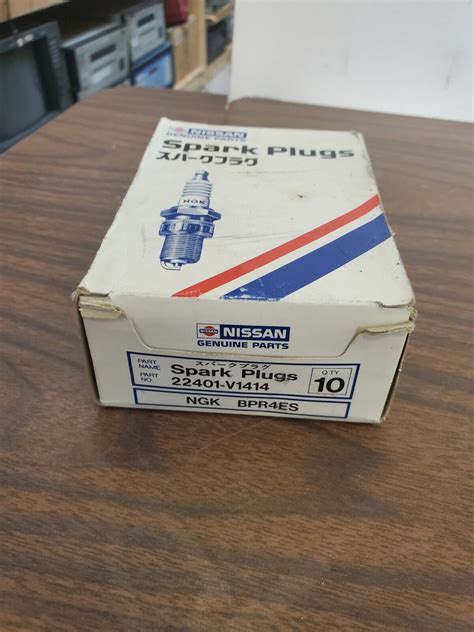 NISSAN
GENUINE PARTS
Spark Plugs
スパークプラグ
NGK
NISSAN
GENUINE PARTS
PART NAME
スパークプラグ
Spark Plugs
PART NO
22401-V1414
Q'TY
10
NGK BPR4ES